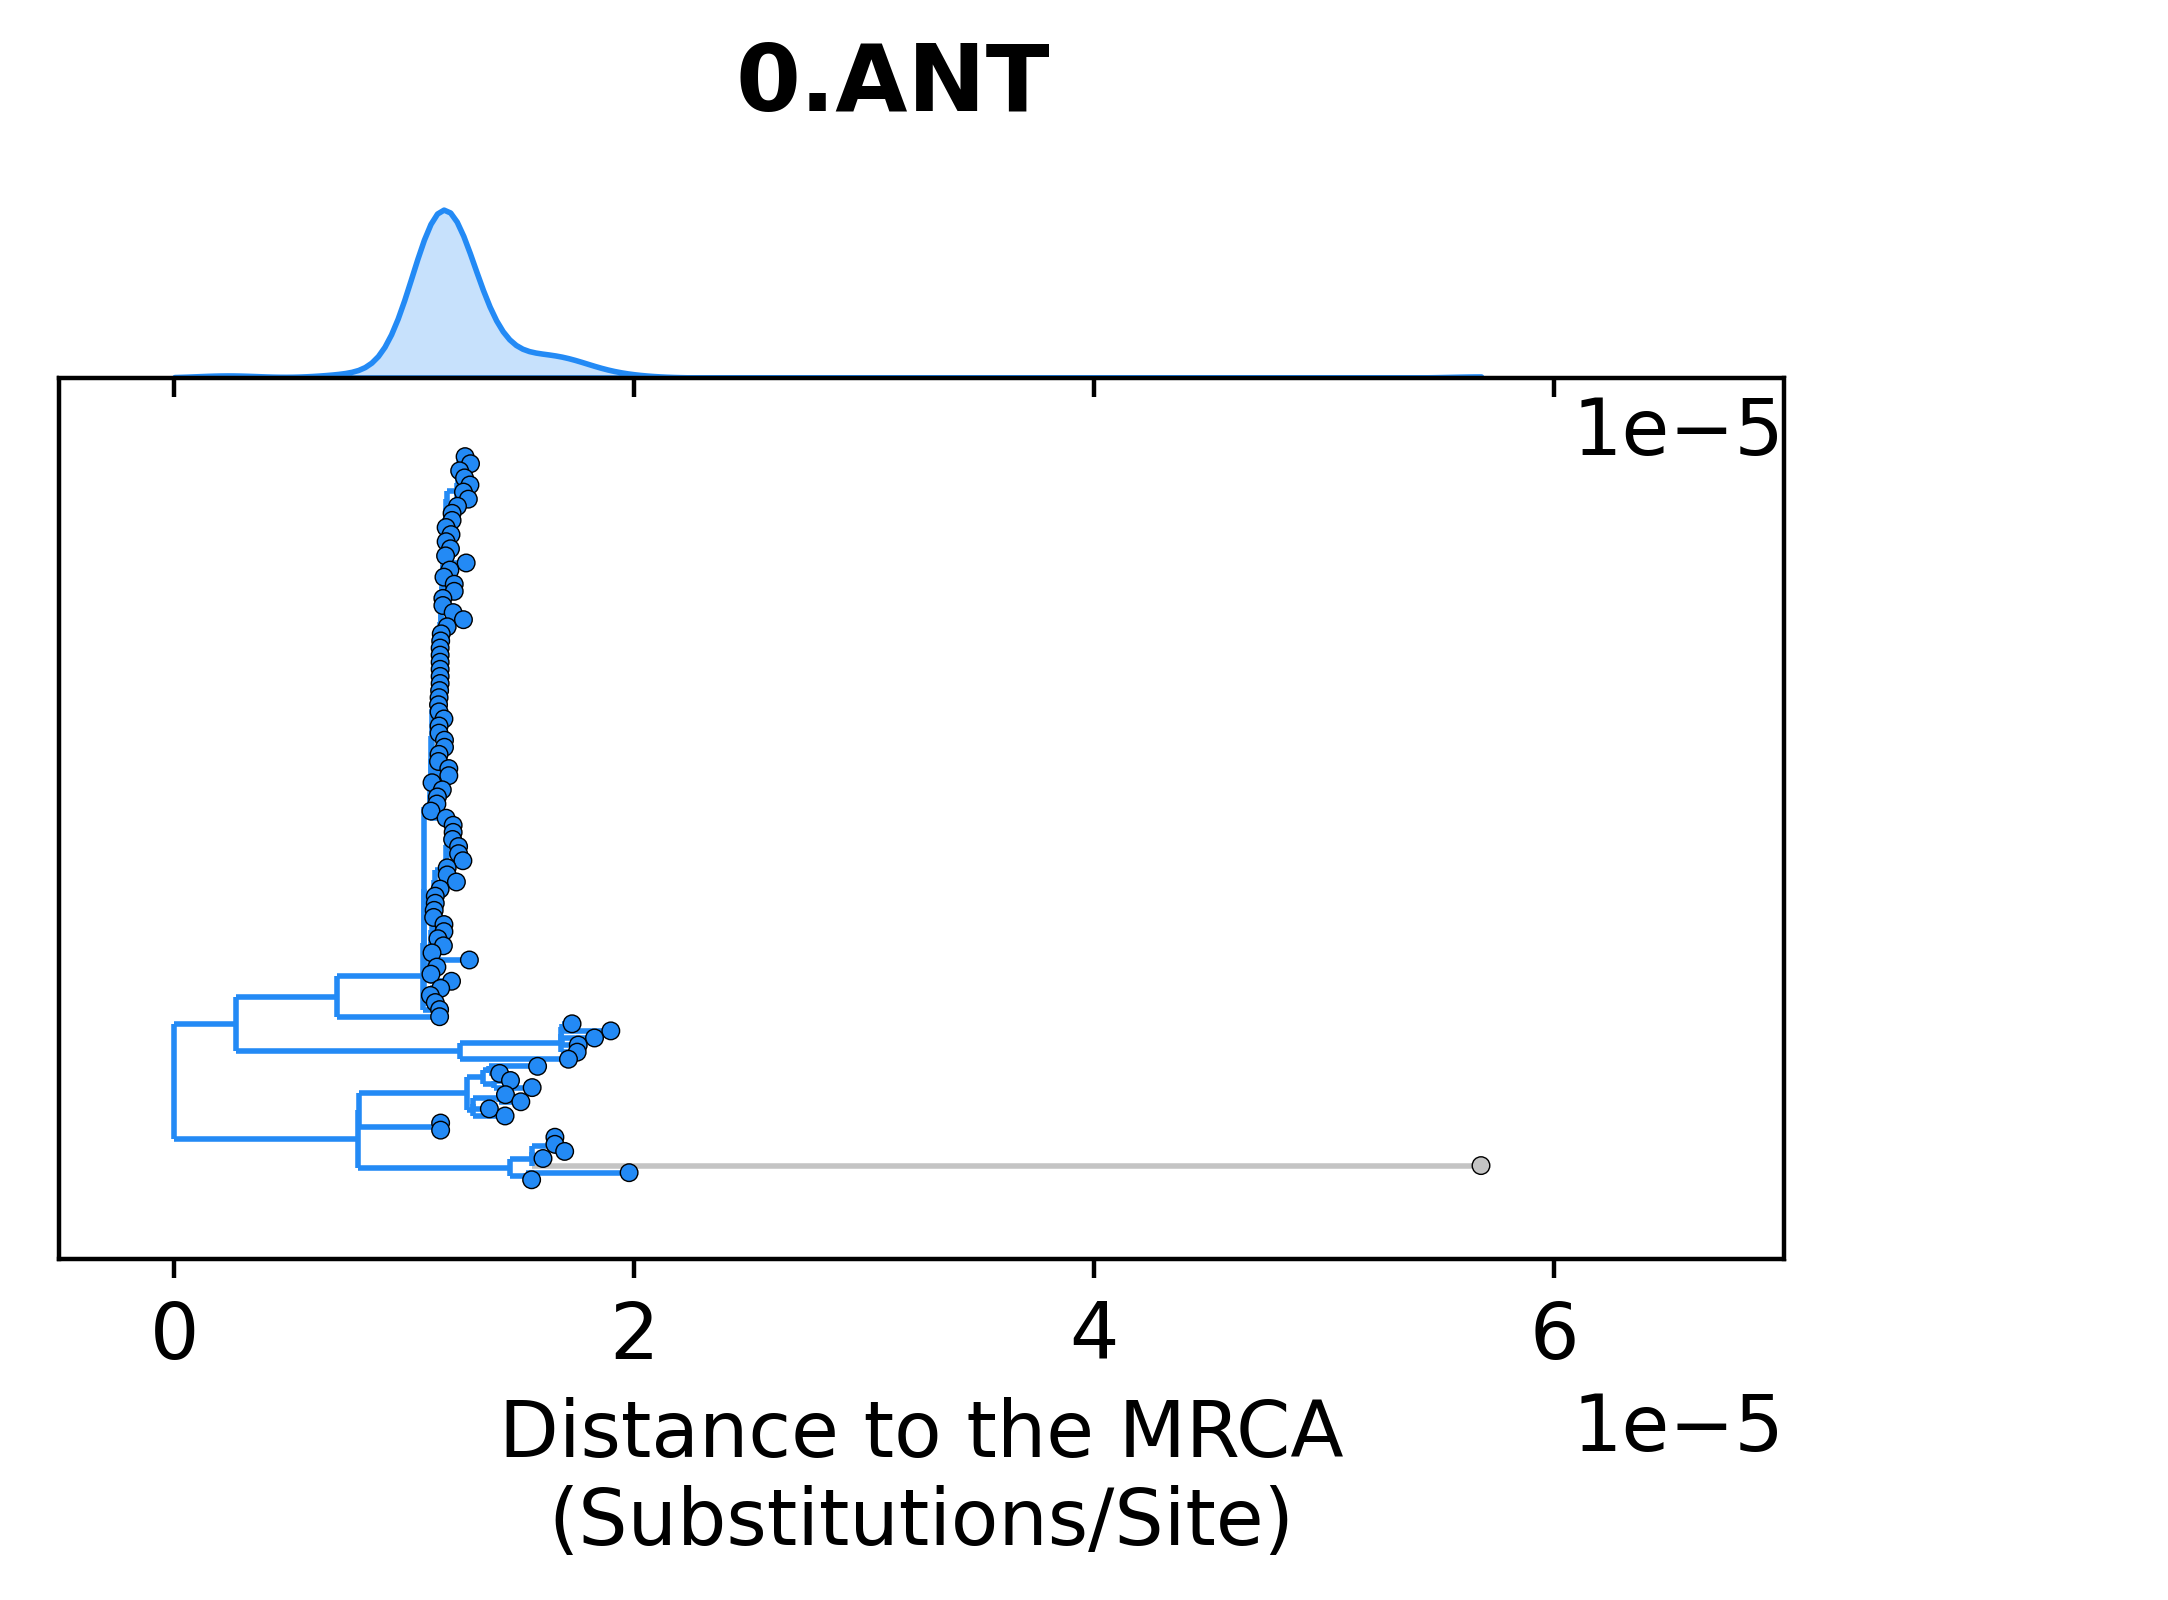 0.ANT
1e−5
0 2 4 6
1e−5
Distance to the MRCA
(Substitutions/Site)